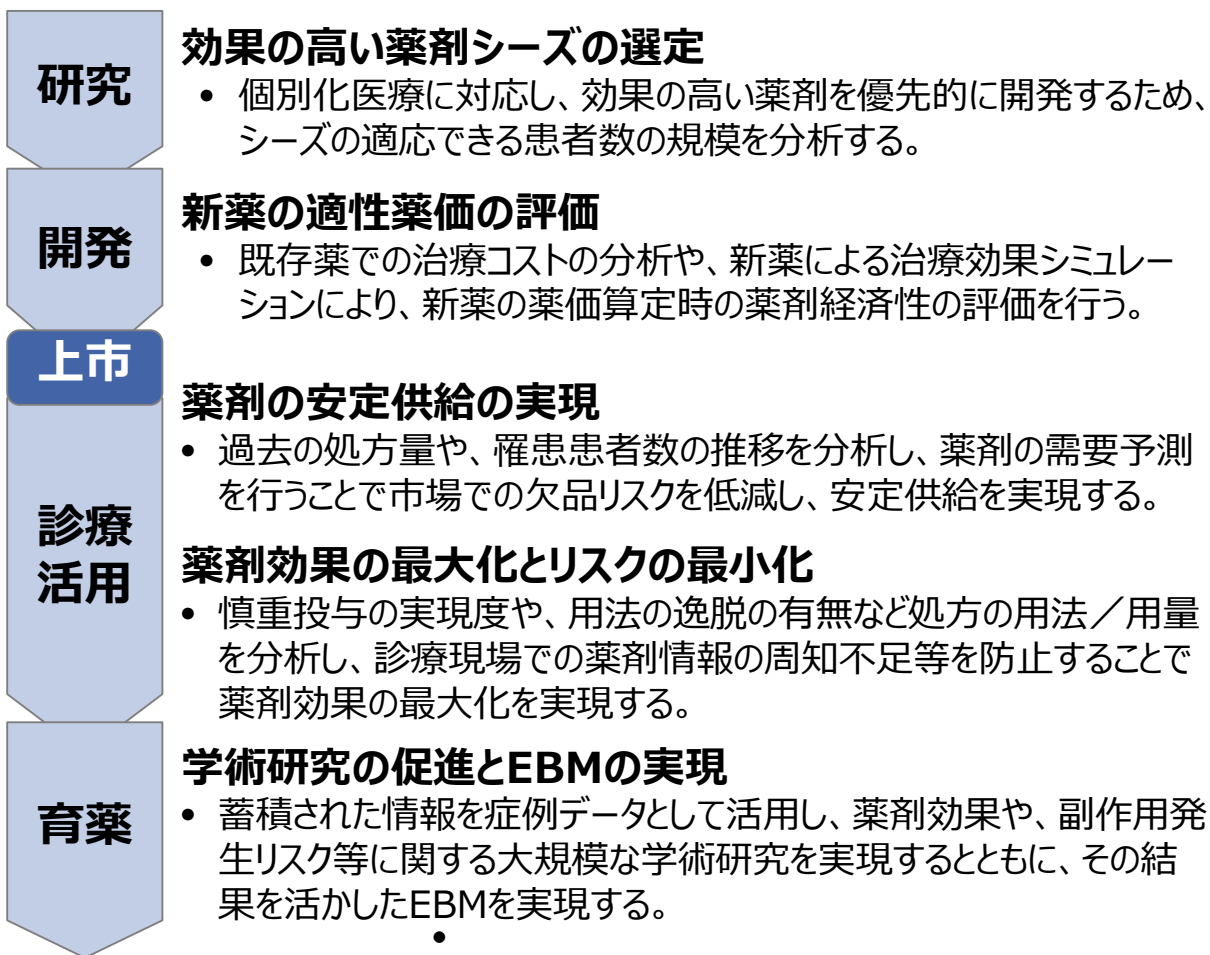 研究
効果の高い薬剤シーズの選定
• 個別化医療に対応し、効果の高い薬剤を優先的に開発するため、
シーズの適応できる患者数の規模を分析する。
開発
新薬の適性薬価の評価
• 既存薬での治療コストの分析や、新薬による治療効果シミュレー
ションにより、新薬の薬価算定時の薬剤経済性の評価を行う。
上市
診療
活用
薬剤の安定供給の実現
• 過去の処方量や、罹患患者数の推移を分析し、薬剤の需要予測
を行うことで市場での欠品リスクを低減し、安定供給を実現する。
薬剤効果の最大化とリスクの最小化
• 慎重投与の実現度や、用法の逸脱の有無など処方の用法／用量
を分析し、診療現場での薬剤情報の周知不足等を防止することで
薬剤効果の最大化を実現する。
育薬
学術研究の促進とEBMの実現
• 蓄積された情報を症例データとして活用し、薬剤効果や、副作用発
生リスク等に関する大規模な学術研究を実現するとともに、その結
果を活かしたEBMを実現する。
•